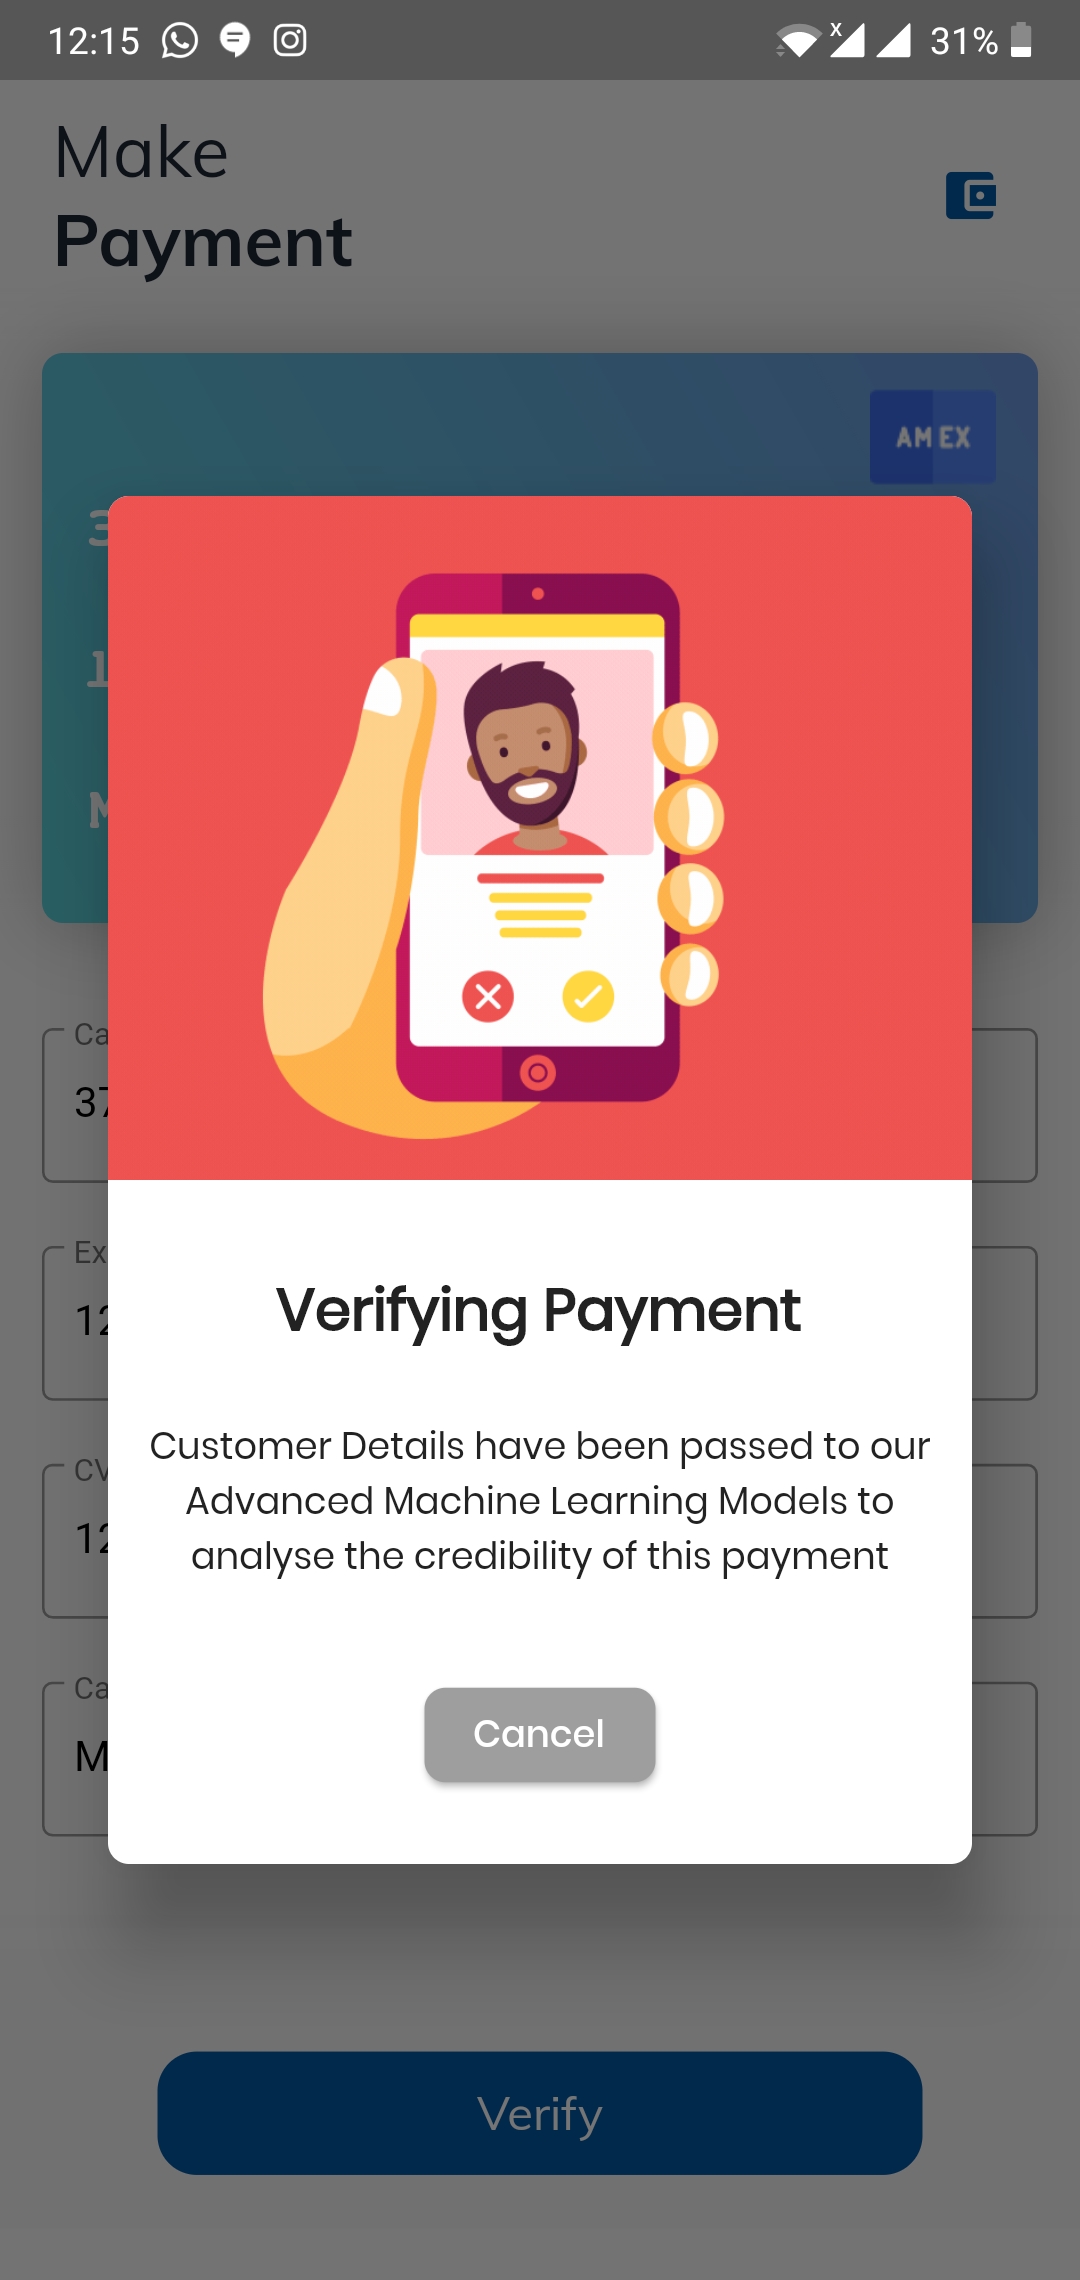 12:15
x
31%
Make
Payment
AM EX
3
1
M
Ca
37
Ex
12
CV
12
Ca
M
Verifying Payment
Customer Details have been passed to our
Advanced Machine Learning Models to
analyse the credibility of this payment
Cancel
Verify